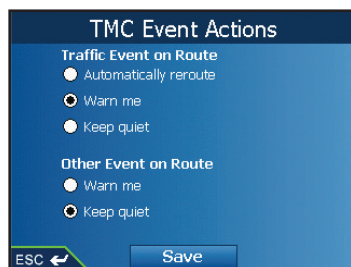 TMC Event Actions
Traffic Event on Route
Automatically reroute
Warn me
Keep quiet
Other Event on Route
Warn me
Keep quiet
ESC
Save